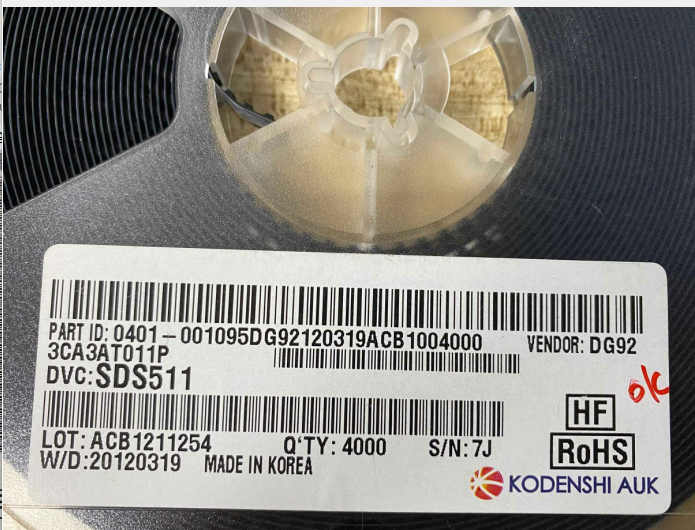 PART ID: 0401-001095DG92120319ACB1004000 VENDOR: DG92
3CA3AT011P
DVC:SDS511
o/c
HF
LOT: ACB1211254 Q'TY: 4000 S/N: 7J
RoHS
W/D:20120319 MADE IN KOREA
KODENSHI AUK